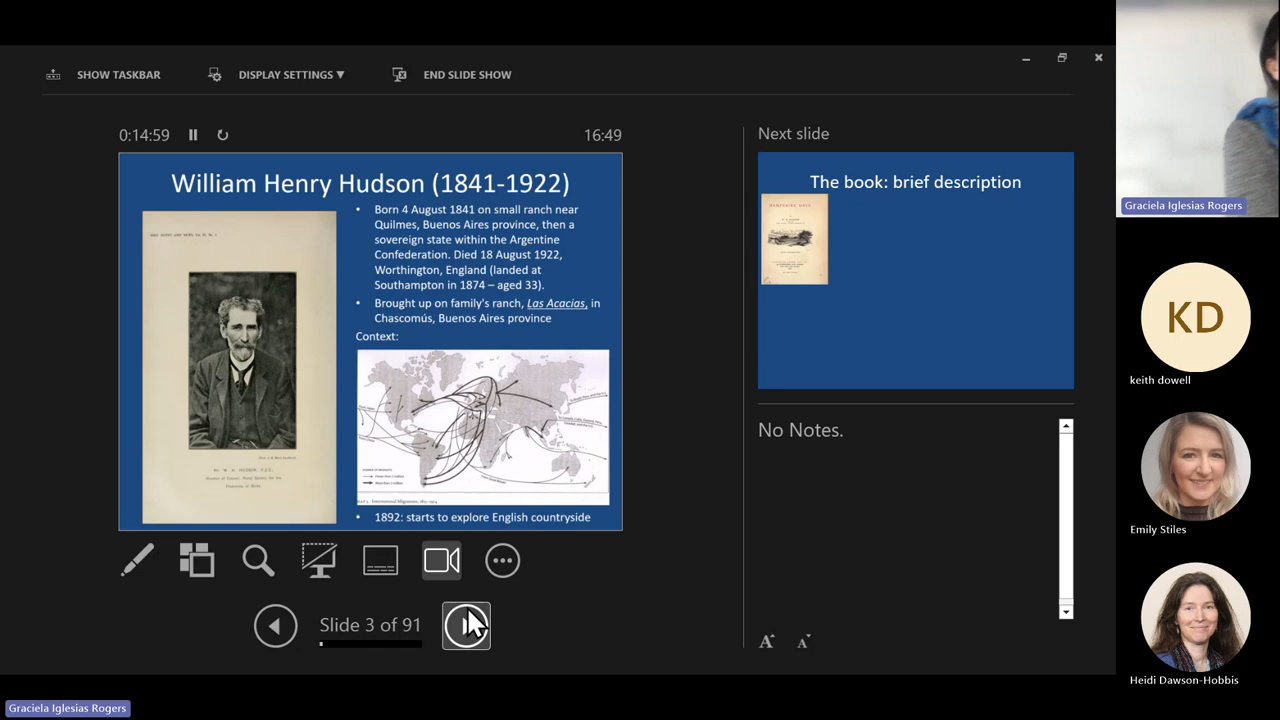 SHOW TASKBAR
DISPLAY SETTINGS ▼
END SLIDE SHOW
0:14:59
16:49
William Henry Hudson (1841-1922)
• Born 4 August 1841 on small ranch near
Quilmes, Buenos Aires province, then a
sovereign state within the Argentine
Confederation. Died 18 August 1922,
Worthington, England (landed at
Southampton in 1874 – aged 33).
• Brought up on family's ranch, Las Acacias, in
Chascomús, Buenos Aires province
Context:
• 1892: starts to explore English countryside
Slide 3 of 91
Next slide
The book: brief description
HAMPSHIRE DAYS
No Notes.
A A
Graciela Iglesias Rogers
KD
keith dowell
Emily Stiles
Heidi Dawson-Hobbis
Graciela Iglesias Rogers